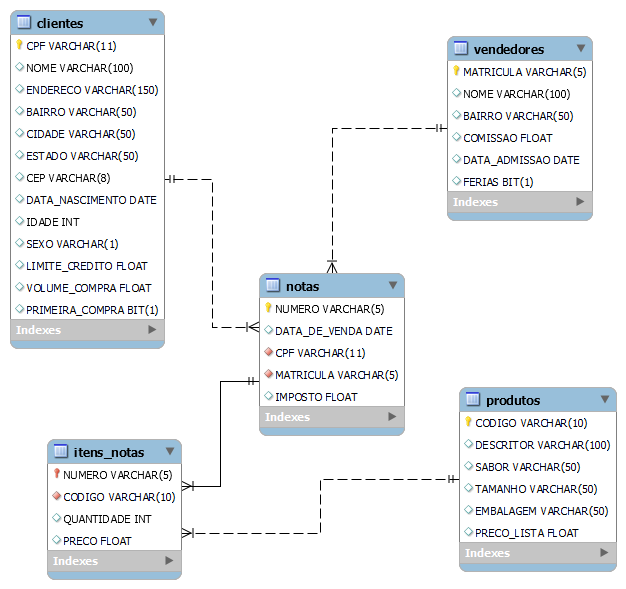 clientes
CPF VARCHAR(11)
NOME VARCHAR(100)
ENDERECO VARCHAR(150)
BAIRRO VARCHAR(50)
CIDADE VARCHAR(50)
ESTADO VARCHAR(50)
CEP VARCHAR(8)
DATA_NASCIMENTO DATE
IDADE INT
SEXO VARCHAR(1)
LIMITE_CREDITO FLOAT
VOLUME_COMPRA FLOAT
PRIMEIRA_COMPRA BIT(1)
Indexes
vendedores
MATRICULA VARCHAR(5)
NOME VARCHAR(100)
BAIRRO VARCHAR(50)
COMISSAO FLOAT
DATA_ADMISSAO DATE
FERIAS BIT(1)
Indexes
notas
NUMERO VARCHAR(5)
DATA_DE_VENDA DATE
CPF VARCHAR(11)
MATRICULA VARCHAR(5)
IMPOSTO FLOAT
Indexes
itens_notas
NUMERO VARCHAR(5)
CODIGO VARCHAR(10)
QUANTIDADE INT
PRECO FLOAT
Indexes
produtos
CODIGO VARCHAR(10)
DESCRITOR VARCHAR(100)
SABOR VARCHAR(50)
TAMANHO VARCHAR(50)
EMBALAGEM VARCHAR(50)
PRECO_LISTA FLOAT
Indexes